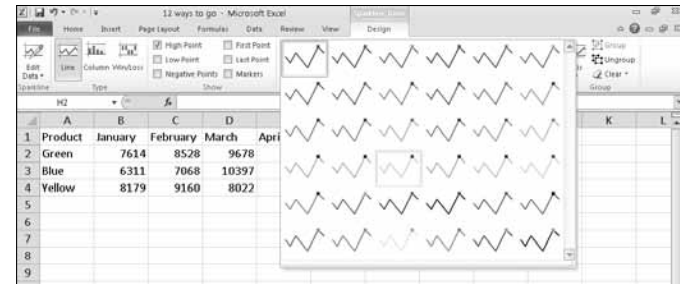 12 ways to go - Microsoft Excel
File Home Insert Page Layout Formulas Data Review View Design
Edit Data Line Column Win/Loss High Point First Point Group
Low Point Last Point Ungroup
Negative Points Markers Clear
Sparkline Type Show Group
H2 fx
A B C D K L
1 Product January February March Apri
2 Green 7614 8528 9678
3 Blue 6311 7068 10397
4 Yellow 8179 9160 8022
5
6
7
8
9